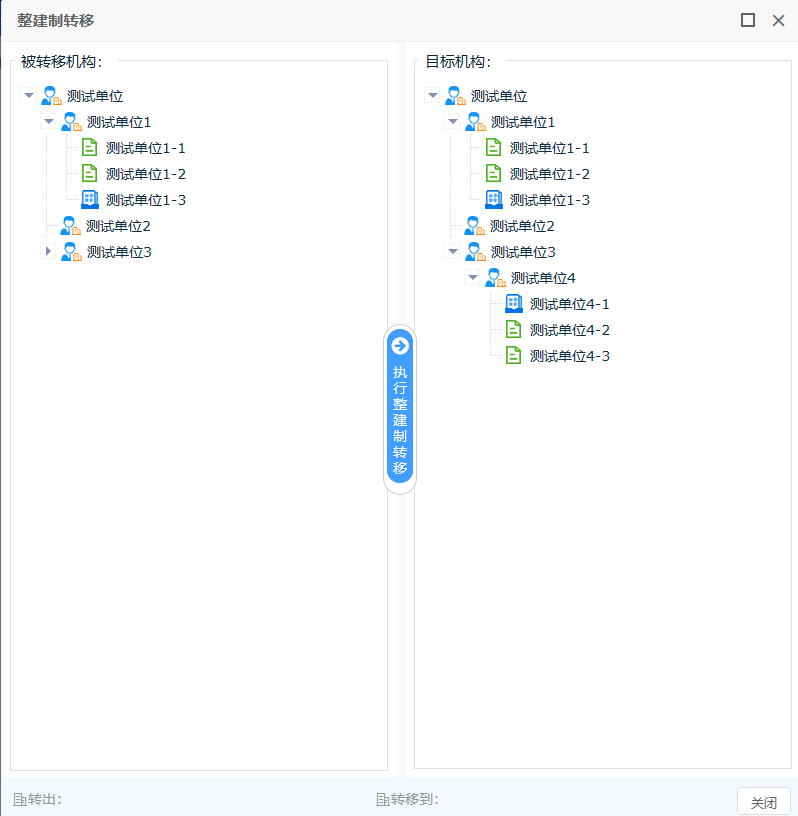 整建制转移
被转移机构：
测试单位
测试单位1
测试单位1-1
测试单位1-2
测试单位1-3
测试单位2
测试单位3
执行整建制转移
目标机构：
测试单位
测试单位1
测试单位1-1
测试单位1-2
测试单位1-3
测试单位2
测试单位3
测试单位4
测试单位4-1
测试单位4-2
测试单位4-3
转出：
转移到：
关闭